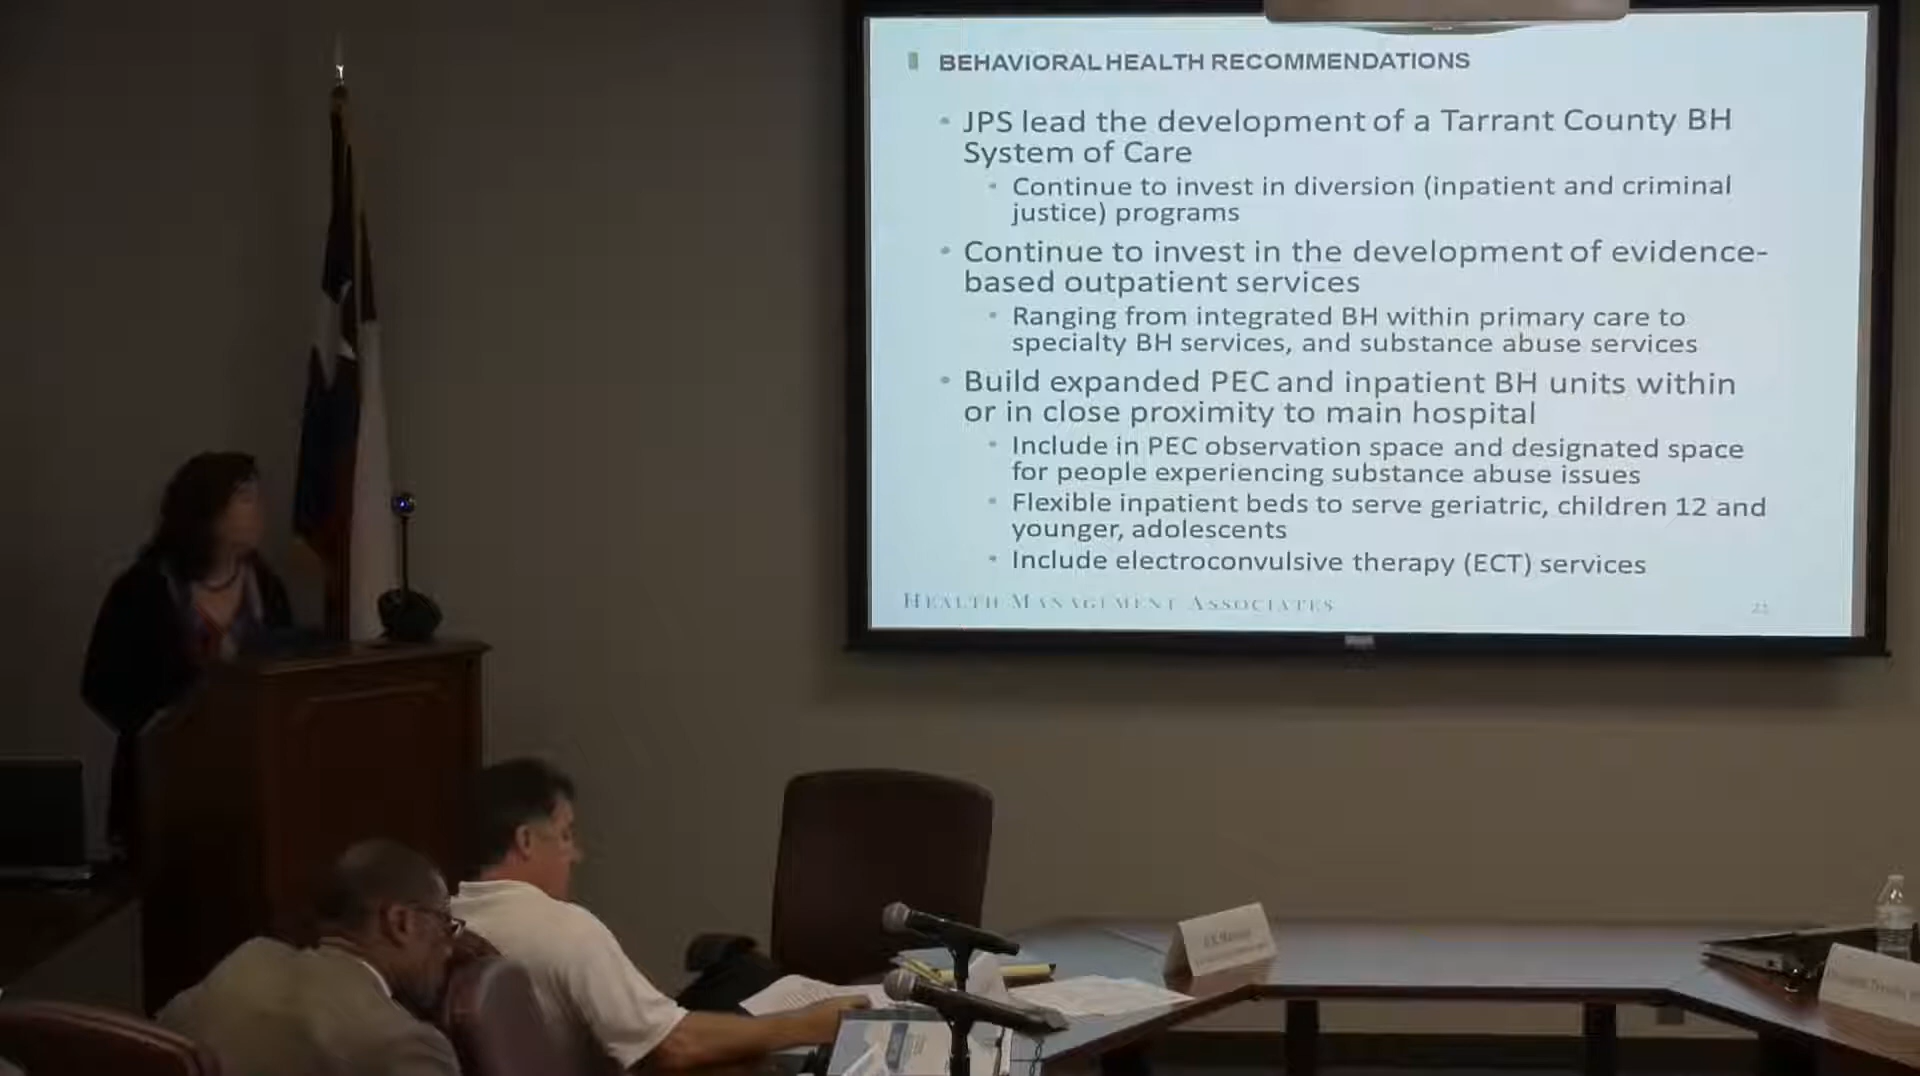 BEHAVIORAL HEALTH RECOMMENDATIONS
• JPS lead the development of a Tarrant County BH
System of Care
• Continue to invest in diversion (inpatient and criminal
justice) programs
• Continue to invest in the development of evidence-
based outpatient services
• Ranging from integrated BH within primary care to
specialty BH services, and substance abuse services
• Build expanded PEC and inpatient BH units within
or in close proximity to main hospital
• Include in PEC observation space and designated space
for people experiencing substance abuse issues
• Flexible inpatient beds to serve geriatric, children 12 and
younger, adolescents
• Include electroconvulsive therapy (ECT) services
HEALTH MANAGEMENT ASSOCIATES